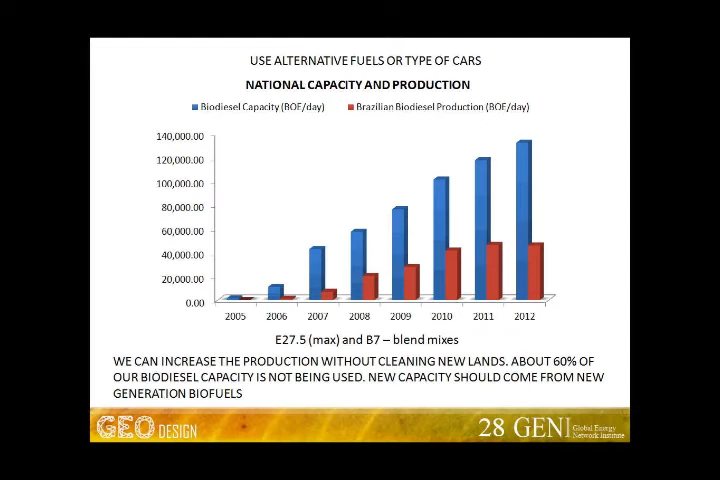 USE ALTERNATIVE FUELS OR TYPE OF CARS
NATIONAL CAPACITY AND PRODUCTION
Biodiesel Capacity (BOE/day) Brazilian Biodiesel Production (BOE/day)
140,000.00
120,000.00
100,000.00
80,000.00
60,000.00
40,000.00
20,000.00
0.00
2005 2006 2007 2008 2009 2010 2011 2012
E27.5 (max) and B7 – blend mixes
WE CAN INCREASE THE PRODUCTION WITHOUT CLEANING NEW LANDS. ABOUT 60% OF
OUR BIODIESEL CAPACITY IS NOT BEING USED. NEW CAPACITY SHOULD COME FROM NEW
GENERATION BIOFUELS
GEO DESIGN
28 GENI Global Energy
Network Institute